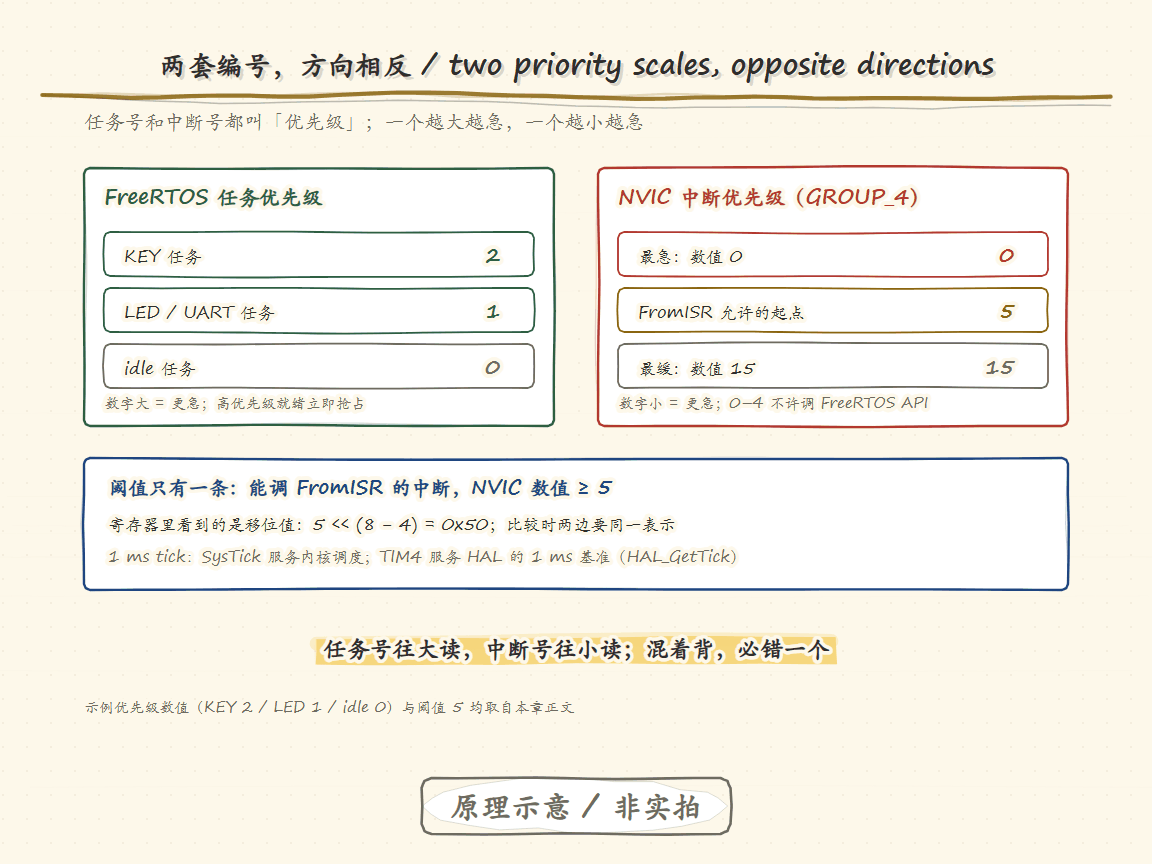 两套编号，方向相反 / two priority scales, opposite directions
任务号和中断号都叫「优先级」；一个越大越急，一个越小越急
FreeRTOS 任务优先级
KEY 任务 2
LED / UART 任务 1
idle 任务 0
数字大 = 更急；高优先级就绪立即抢占
NVIC 中断优先级（GROUP_4）
最急：数值 0 0
FromISR 允许的起点 5
最缓：数值 15 15
数字小 = 更急；0–4 不许调 FreeRTOS API
阈值只有一条：能调 FromISR 的中断，NVIC 数值 ≥ 5
寄存器里看到的是移位值：5 << (8 − 4) = 0x50；比较时两边要同一表示
1 ms tick：SysTick 服务内核调度；TIM4 服务 HAL 的 1 ms 基准（HAL_GetTick）
任务号往大读，中断号往小读；混着背，必错一个
示例优先级数值（KEY 2 / LED 1 / idle 0）与阈值 5 均取自本章正文
原理示意 / 非实拍